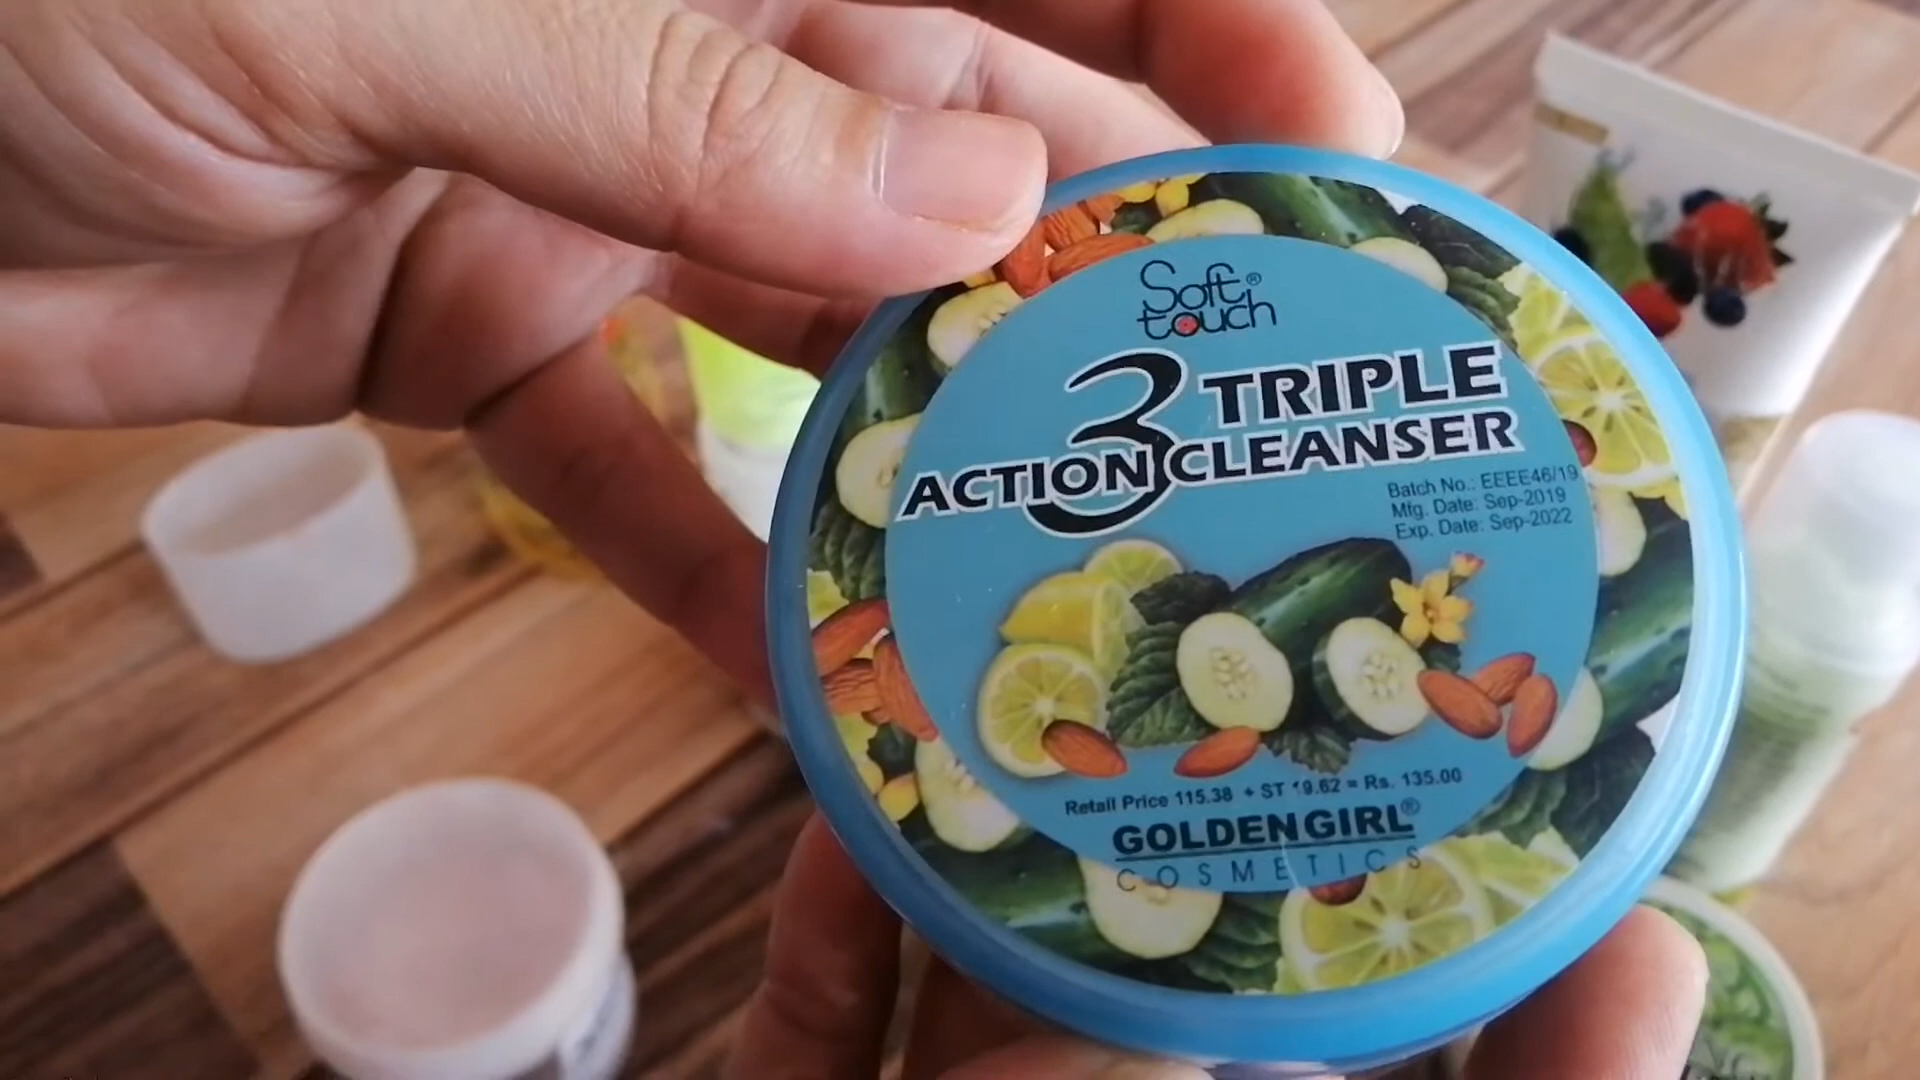 Soft®
touch
3 TRIPLE
ACTION CLEANSER
Batch No.: EEEE46/19
Mfg. Date: Sep-2019
Exp. Date: Sep-2022
Retail Price 115.38 + ST 19.62 = Rs. 135.00
GOLDENGIRL®
COSMETICS